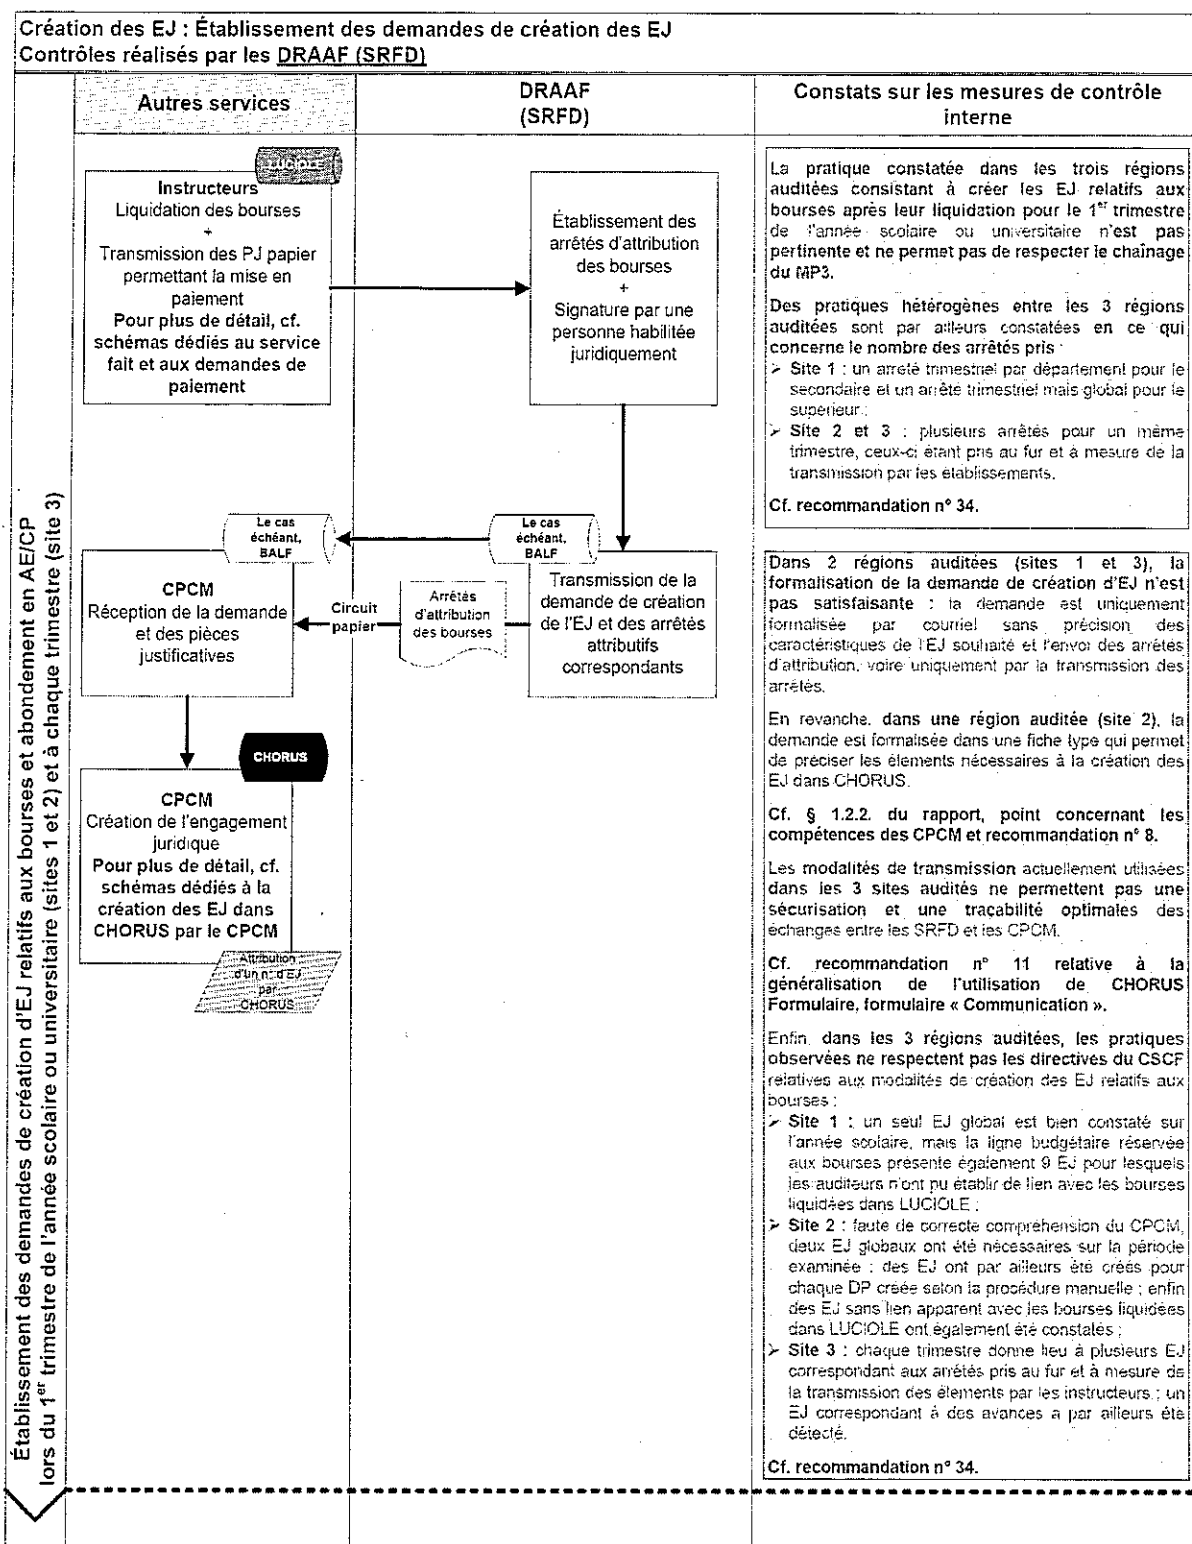 Création des EJ : Établissement des demandes de création des EJ
Contrôles réalisés par les DRAAF (SRFD)
Autres services
DRAAF
(SRFD)
Constats sur les mesures de contrôle
interne
Établissement des demandes de création d'EJ relatifs aux bourses et abondement en AE/CP
lors du 1er trimestre de l'année scolaire ou universitaire (sites 1 et 2) et à chaque trimestre (site 3)
LUCIOLE
Instructeurs
Liquidation des bourses
+
Transmission des PJ papier
permettant la mise en
paiement
Pour plus de détail, cf.
schémas dédiés au service
fait et aux demandes de
paiement
Établissement des
arrêtés d'attribution
des bourses
+
Signature par une
personne habilitée
juridiquement
Le cas
échéant,
BALF
Le cas
échéant,
BALF
CPCM
Réception de la demande
et des pièces
justificatives
Circuit
papier
Arrêtés
d'attribution
des bourses
Transmission de la
demande de création
de l'EJ et des arrêtés
attributifs
correspondants
CHORUS
CPCM
Création de l'engagement
juridique
Pour plus de détail, cf.
schémas dédiés à la
création des EJ dans
CHORUS par le CPCM
Attribution
d'un n° d'EJ
par
CHORUS
La pratique constatée dans les trois régions
auditées consistant à créer les EJ relatifs aux
bourses après leur liquidation pour le 1er trimestre
de l'année scolaire ou universitaire n'est pas
pertinente et ne permet pas de respecter le chaînage
du MP3.
Des pratiques hétérogènes entre les 3 régions
auditées sont par ailleurs constatées en ce qui
concerne le nombre des arrêtés pris :
➢ Site 1 : un arrêté trimestriel par département pour le
secondaire et un arrêté trimestriel mais global pour le
supérieur ;
➢ Site 2 et 3 : plusieurs arrêtés pour un même
trimestre, ceux-ci étant pris au fur et à mesure de la
transmission par les établissements.
Cf. recommandation n° 34.
Dans 2 régions auditées (sites 1 et 3), la
formalisation de la demande de création d'EJ n'est
pas satisfaisante : la demande est uniquement
formalisée par courriel sans précision des
caractéristiques de l'EJ souhaité et l'envoi des arrêtés
d'attribution, voire uniquement par la transmission des
arrêtés.
En revanche, dans une région auditée (site 2), la
demande est formalisée dans une fiche type qui permet
de préciser les éléments nécessaires à la création des
EJ dans CHORUS.
Cf. § 1.2.2. du rapport, point concernant les
compétences des CPCM et recommandation n° 8.
Les modalités de transmission actuellement utilisées
dans les 3 sites audités ne permettent pas une
sécurisation et une traçabilité optimales des
échanges entre les SRFD et les CPCM.
Cf. recommandation n° 11 relative à la
généralisation de l'utilisation de CHORUS
Formulaire, formulaire « Communication ».
Enfin, dans les 3 régions auditées, les pratiques
observées ne respectent pas les directives du CSCF
relatives aux modalités de création des EJ relatifs aux
bourses :
➢ Site 1 : un seul EJ global est bien constaté sur
l'année scolaire, mais la ligne budgétaire réservée
aux bourses présente également 9 EJ pour lesquels
les auditeurs n'ont pu établir de lien avec les bourses
liquidées dans LUCIOLE ;
➢ Site 2 : faute de correcte compréhension du CPCM,
deux EJ globaux ont été nécessaires sur la période
examinée ; des EJ ont par ailleurs été créés pour
chaque DP créée selon la procédure manuelle ; enfin
des EJ sans lien apparent avec les bourses liquidées
dans LUCIOLE ont également été constatés ;
➢ Site 3 : chaque trimestre donne lieu à plusieurs EJ
correspondant aux arrêtés pris au fur et à mesure de
la transmission des élements par les instructeurs ; un
EJ correspondant à des avances a par ailleurs été
détecté.
Cf. recommandation n° 34.